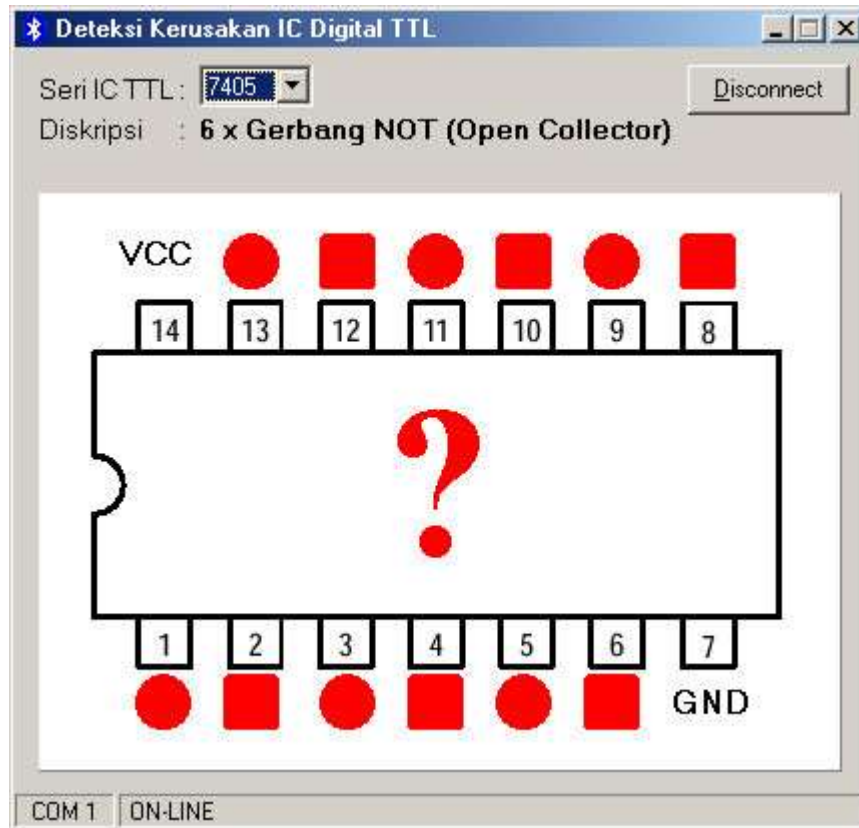 Deteksi Kerusakan IC Digital TTL
Seri IC TTL : 7405
Disconnect
Diskripsi : 6 x Gerbang NOT (Open Collector)
VCC
14 13 12 11 10 9 8
?
1 2 3 4 5 6 7
GND
COM 1 ON-LINE